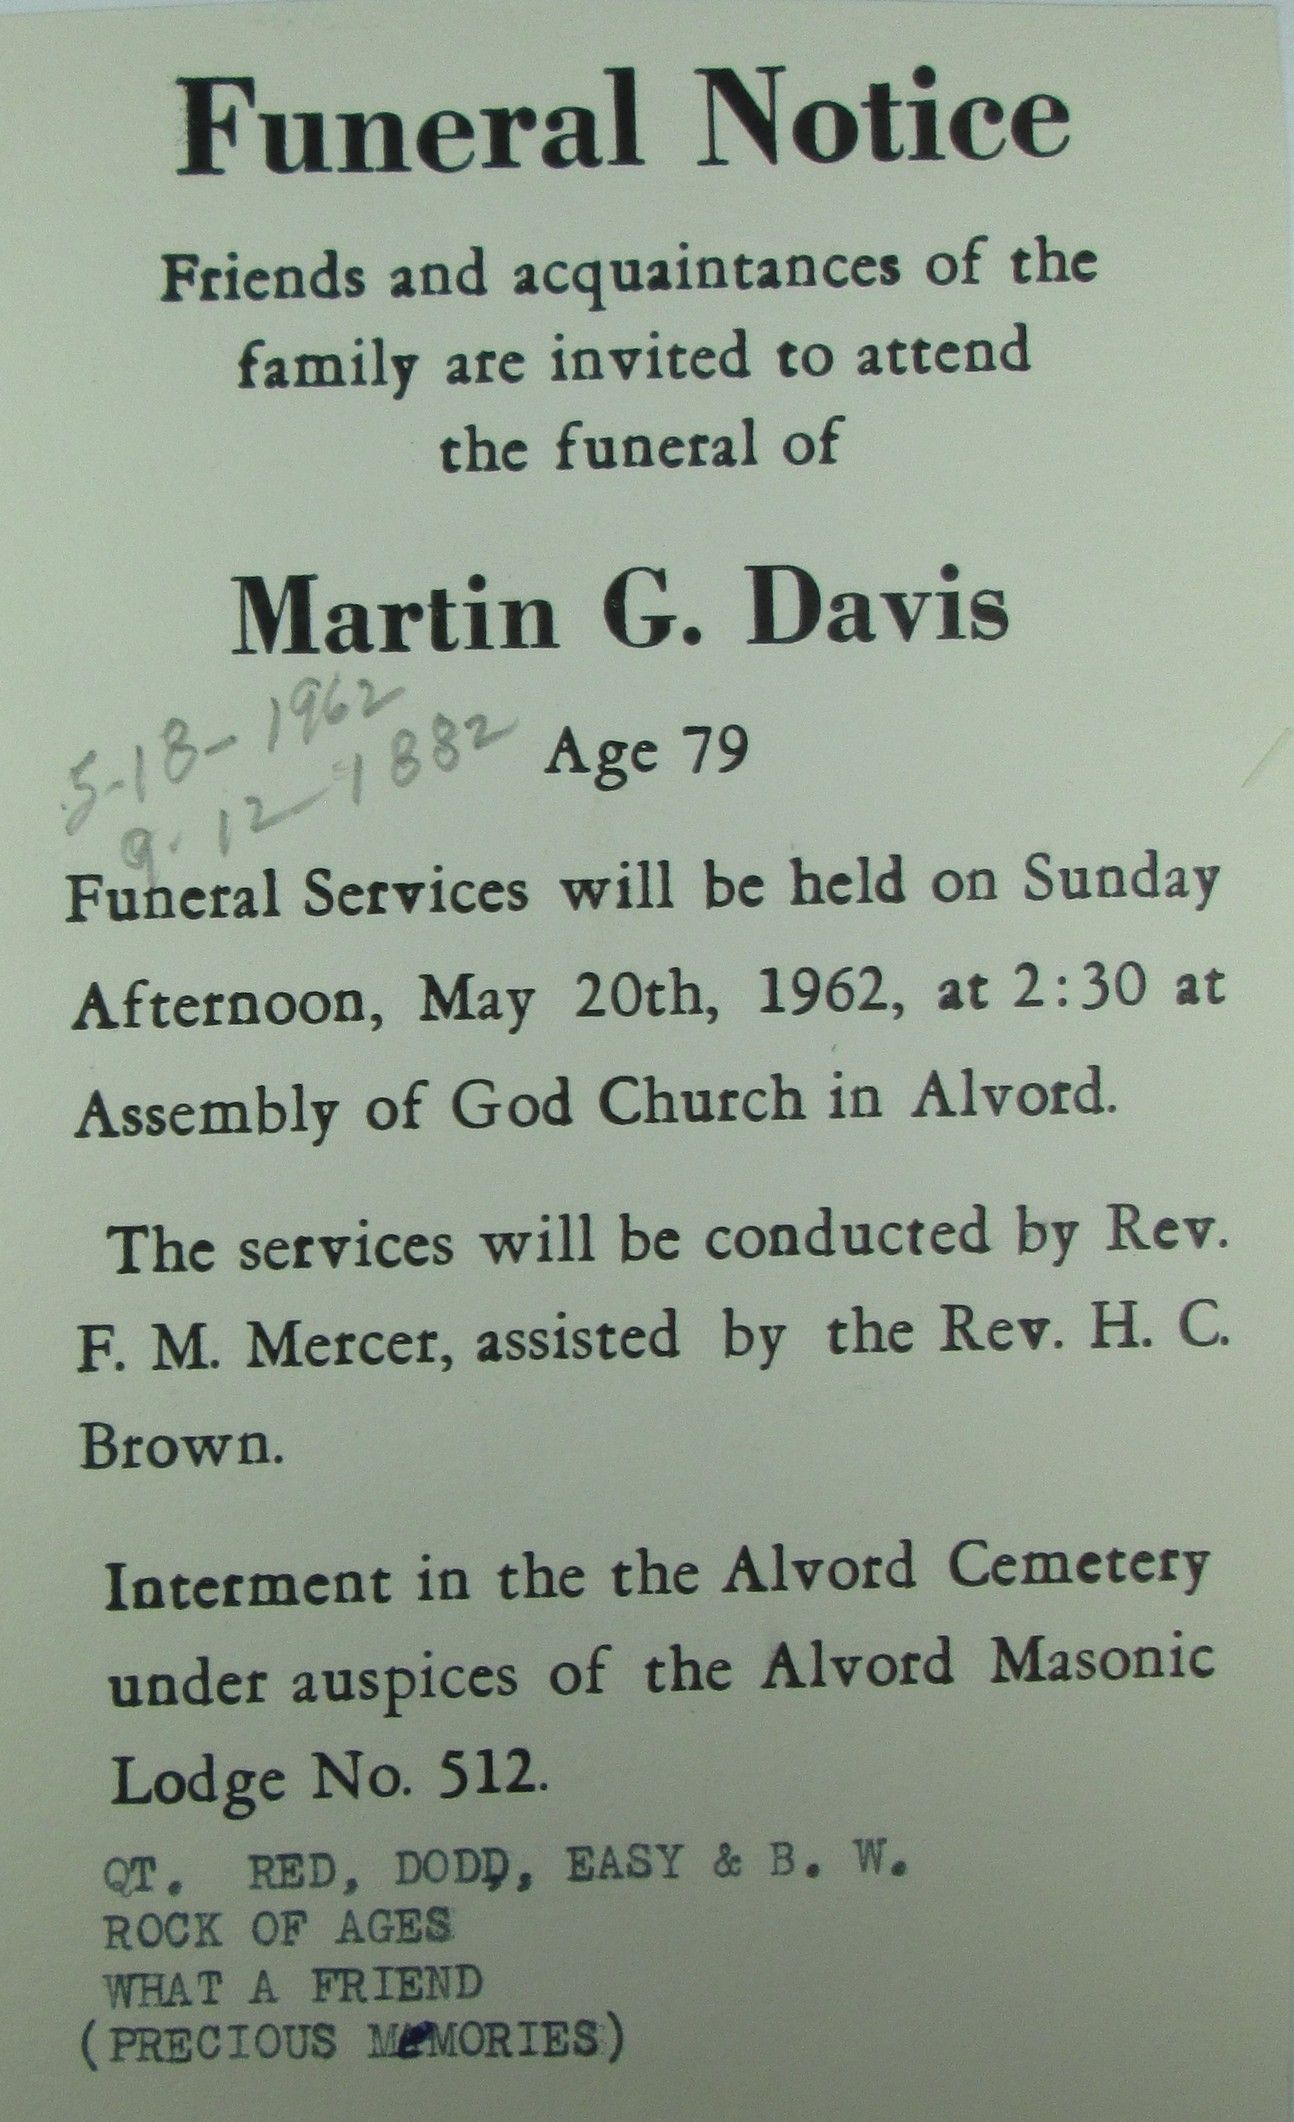 Funeral Notice
Friends and acquaintances of the
family are invited to attend
the funeral of
Martin G. Davis
5-18-1962
9-12-1882
Age 79
Funeral Services will be held on Sunday
Afternoon, May 20th, 1962, at 2:30 at
Assembly of God Church in Alvord.
The services will be conducted by Rev.
F. M. Mercer, assisted by the Rev. H. C.
Brown.
Interment in the the Alvord Cemetery
under auspices of the Alvord Masonic
Lodge No. 512.
QT. RED, DODD, EASY & B. W.
ROCK OF AGES
WHAT A FRIEND
(PRECIOUS MeMORIES)